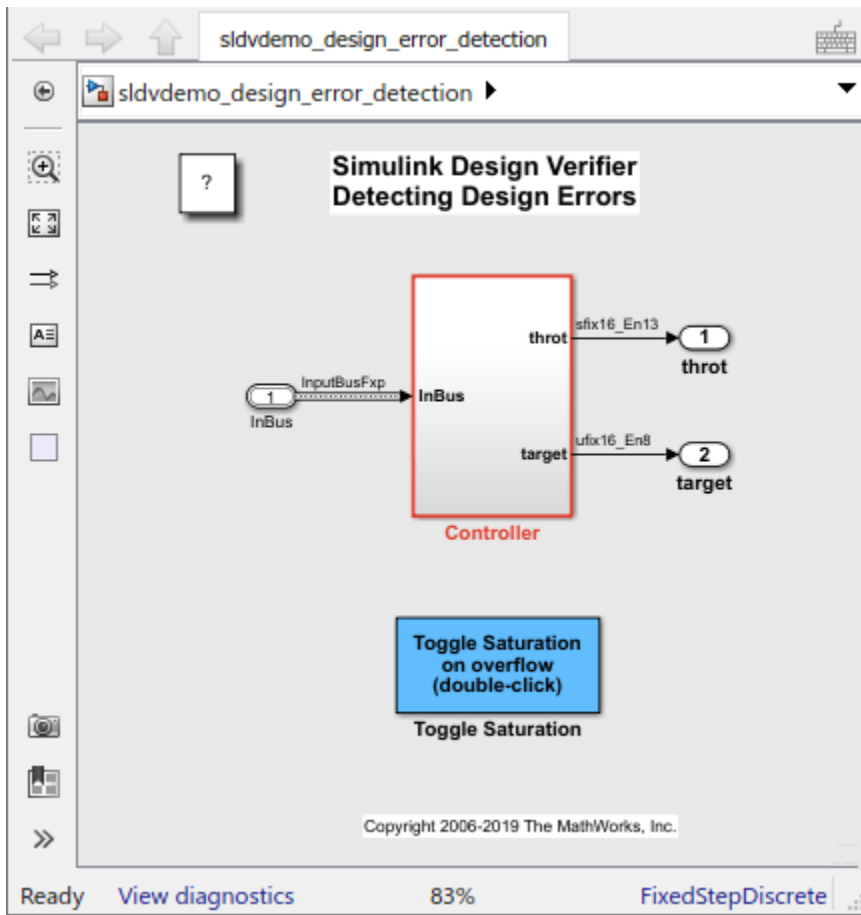 sldvdemo_design_error_detection
sldvdemo_design_error_detection
?
Simulink Design Verifier
Detecting Design Errors
throt
sfix16_En13
1
throt
1
InputBusFxp
InBus
InBus
target
ufix16_En8
2
target
Controller
Toggle Saturation
on overflow
(double-click)
Toggle Saturation
Copyright 2006-2019 The MathWorks, Inc.
Ready
View diagnostics
83%
FixedStepDiscrete